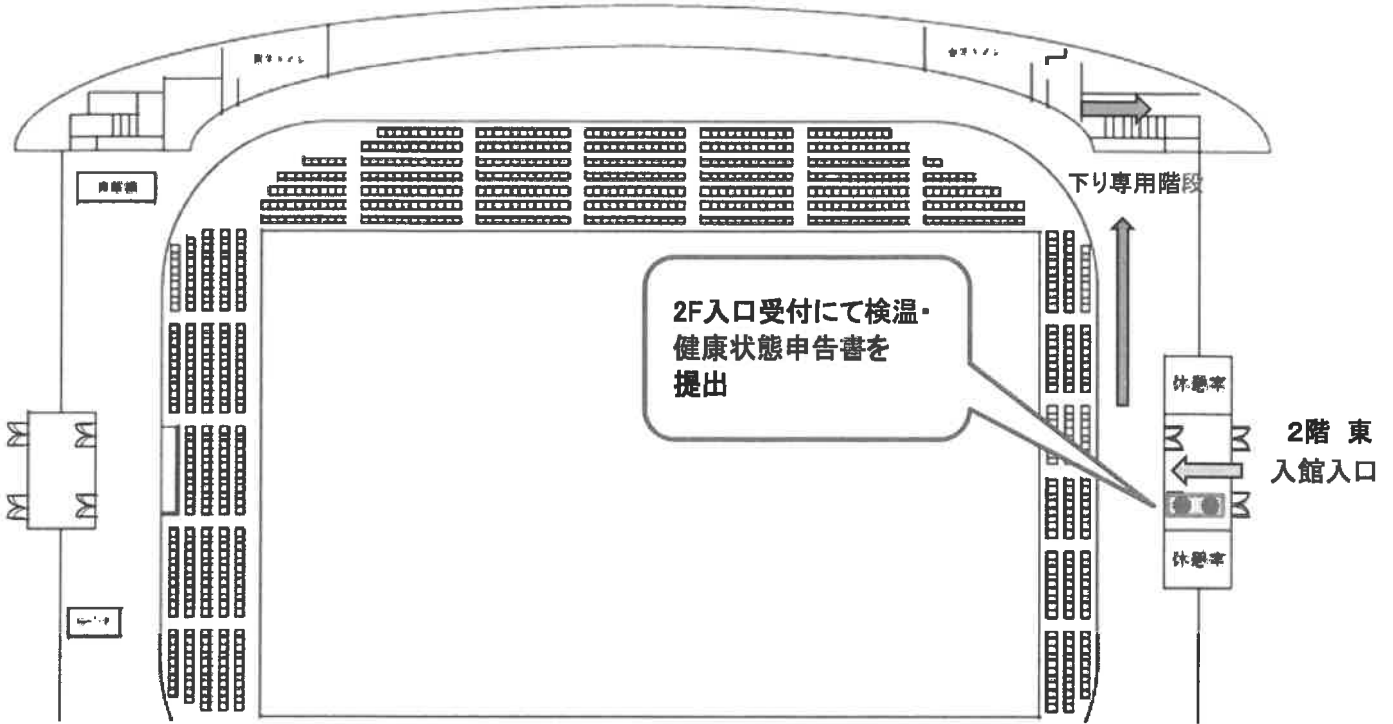 下り専用階段
2F入口受付にて検温・
健康状態申告書を
提出
休憩室
2階 東
入館入口
休憩室